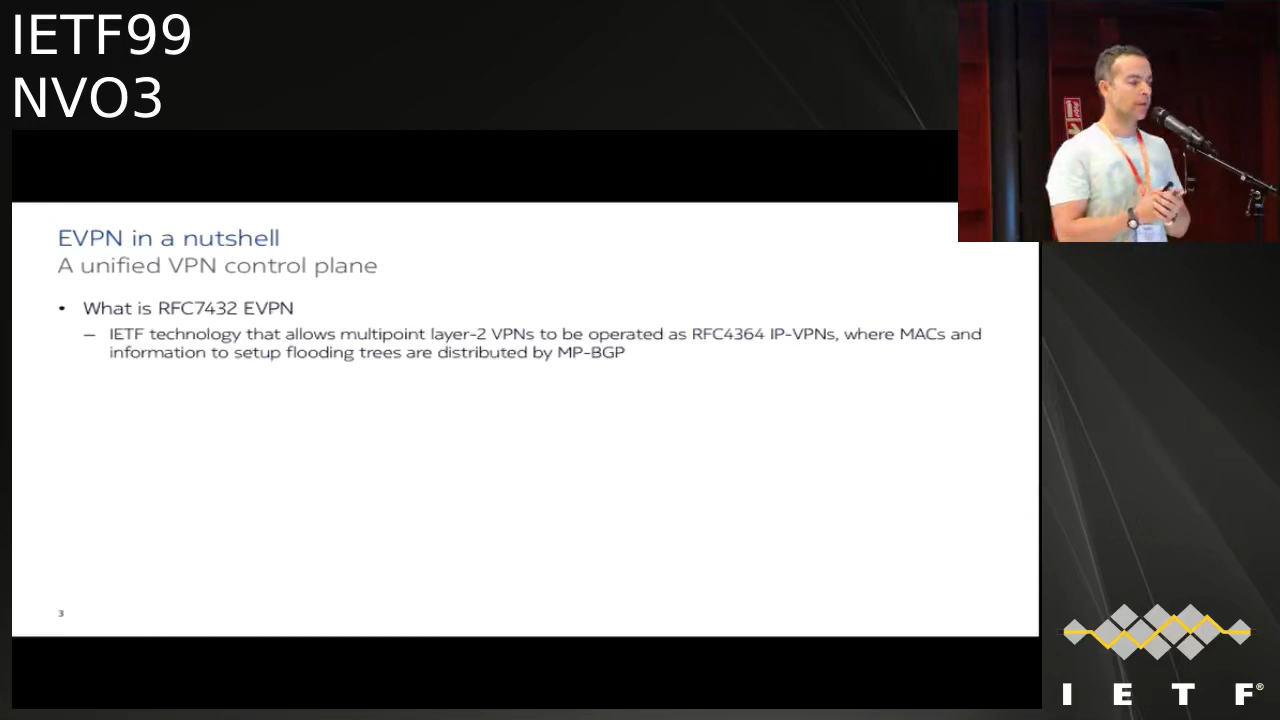 IETF99
NVO3
EVPN in a nutshell
A unified VPN control plane
• What is RFC7432 EVPN
– IETF technology that allows multipoint layer-2 VPNs to be operated as RFC4364 IP-VPNs, where MACs and
information to setup flooding trees are distributed by MP-BGP
3
I E T F®